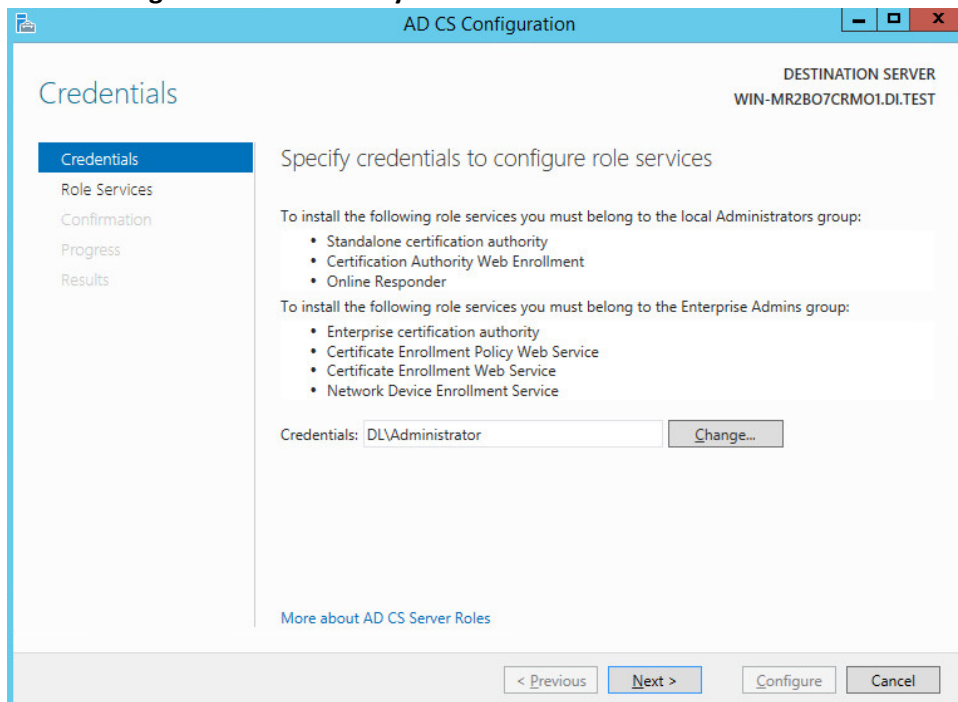 AD CS Configuration
DESTINATION SERVER
WIN-MR2BO7CRMO1.DI.TEST
Credentials
Credentials
Role Services
Confirmation
Progress
Results
Specify credentials to configure role services
To install the following role services you must belong to the local Administrators group:
• Standalone certification authority
• Certification Authority Web Enrollment
• Online Responder
To install the following role services you must belong to the Enterprise Admins group:
• Enterprise certification authority
• Certificate Enrollment Policy Web Service
• Certificate Enrollment Web Service
• Network Device Enrollment Service
Credentials: DL\Administrator Change...
More about AD CS Server Roles
< Previous Next > Configure Cancel